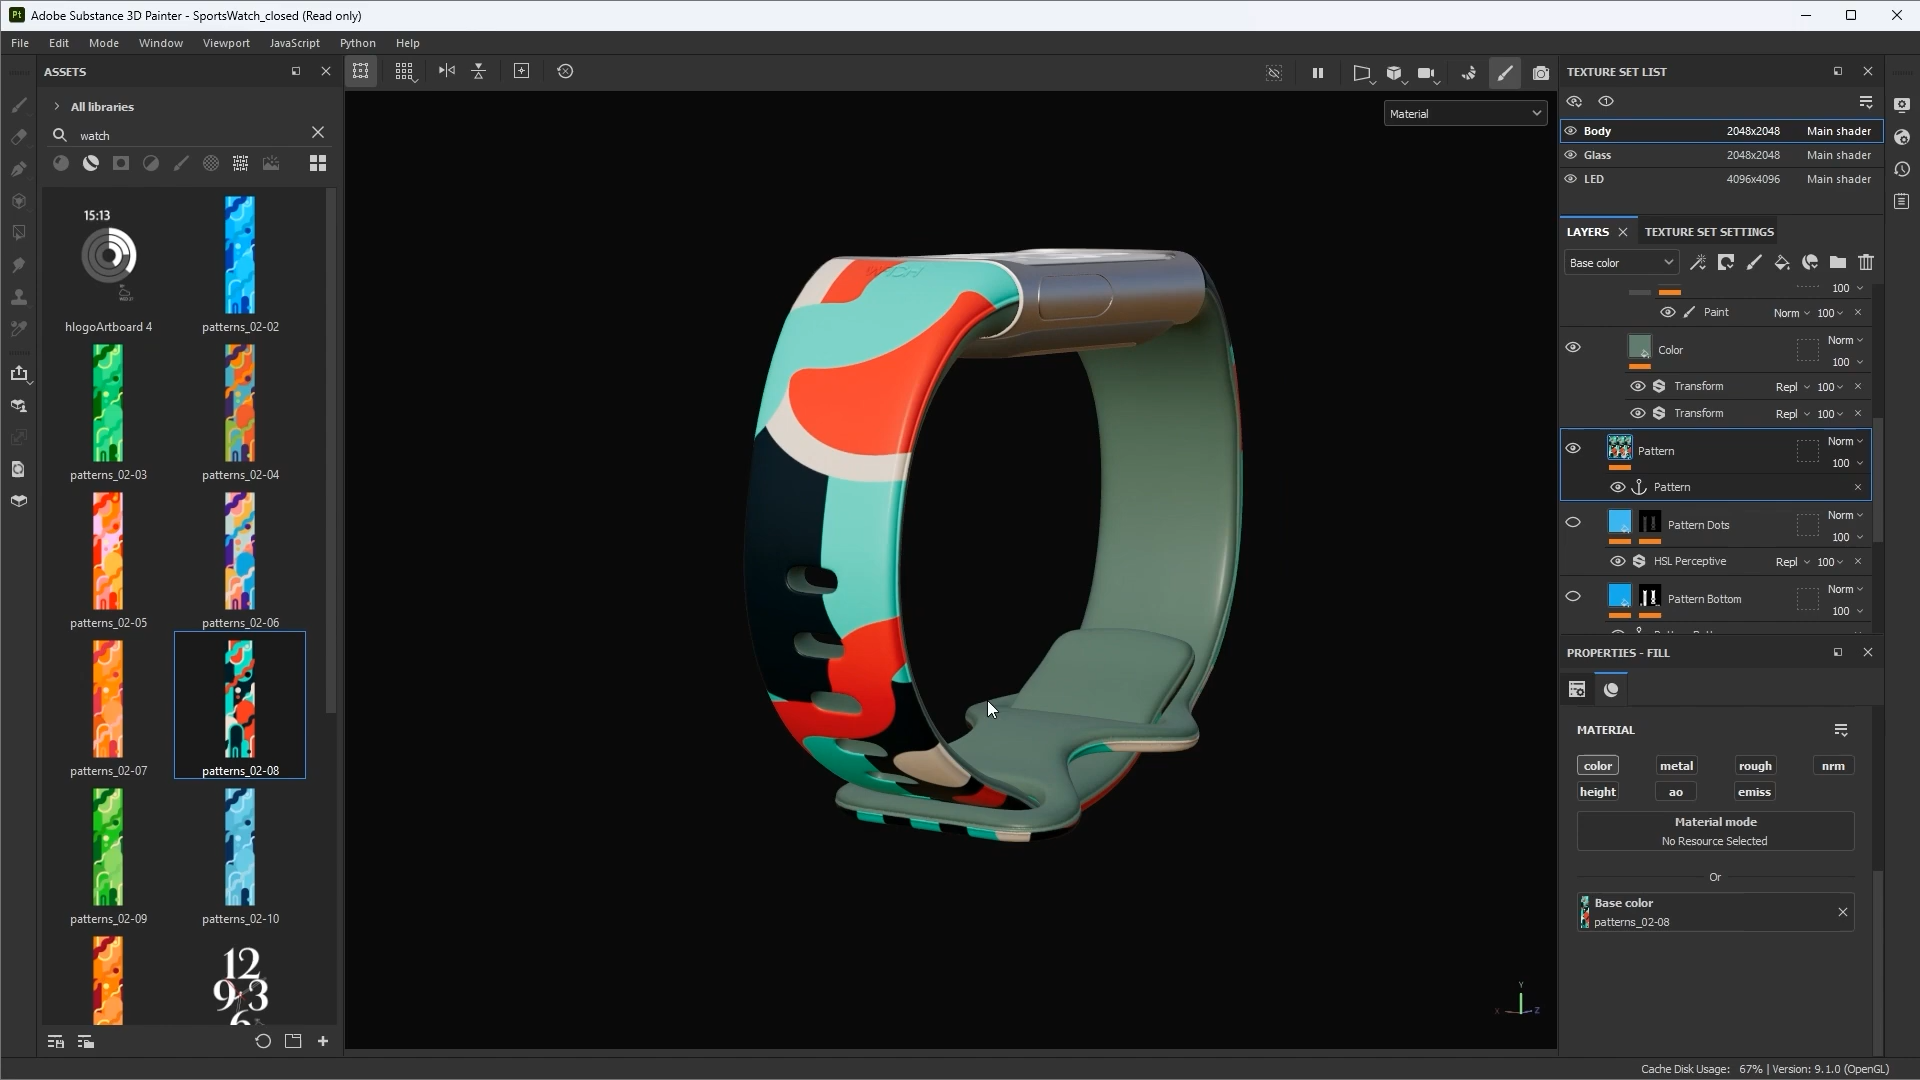 Pt Adobe Substance 3D Painter - SportsWatch_closed (Read only)
File Edit Mode Window Viewport JavaScript Python Help
ASSETS
All libraries
watch
15:13
hlogoArtboard 4
patterns_02-02
patterns_02-03
patterns_02-04
patterns_02-05
patterns_02-06
patterns_02-07
patterns_02-08
patterns_02-09
patterns_02-10
12
9 3
6
Material
Y
X
Z
TEXTURE SET LIST
Body 2048x2048 Main shader
Glass 2048x2048 Main shader
LED 4096x4096 Main shader
LAYERS TEXTURE SET SETTINGS
Base color
100
Paint Norm 100
Color Norm
100
Transform Repl 100
Transform Repl 100
Pattern Norm
100
Pattern
Pattern Dots Norm
100
HSL Perceptive Repl 100
Pattern Bottom Norm
100
PROPERTIES - FILL
MATERIAL
color metal rough nrm
height ao emiss
Material mode
No Resource Selected
Or
Base color
patterns_02-08
Cache Disk Usage: 67% | Version: 9.1.0 (OpenGL)